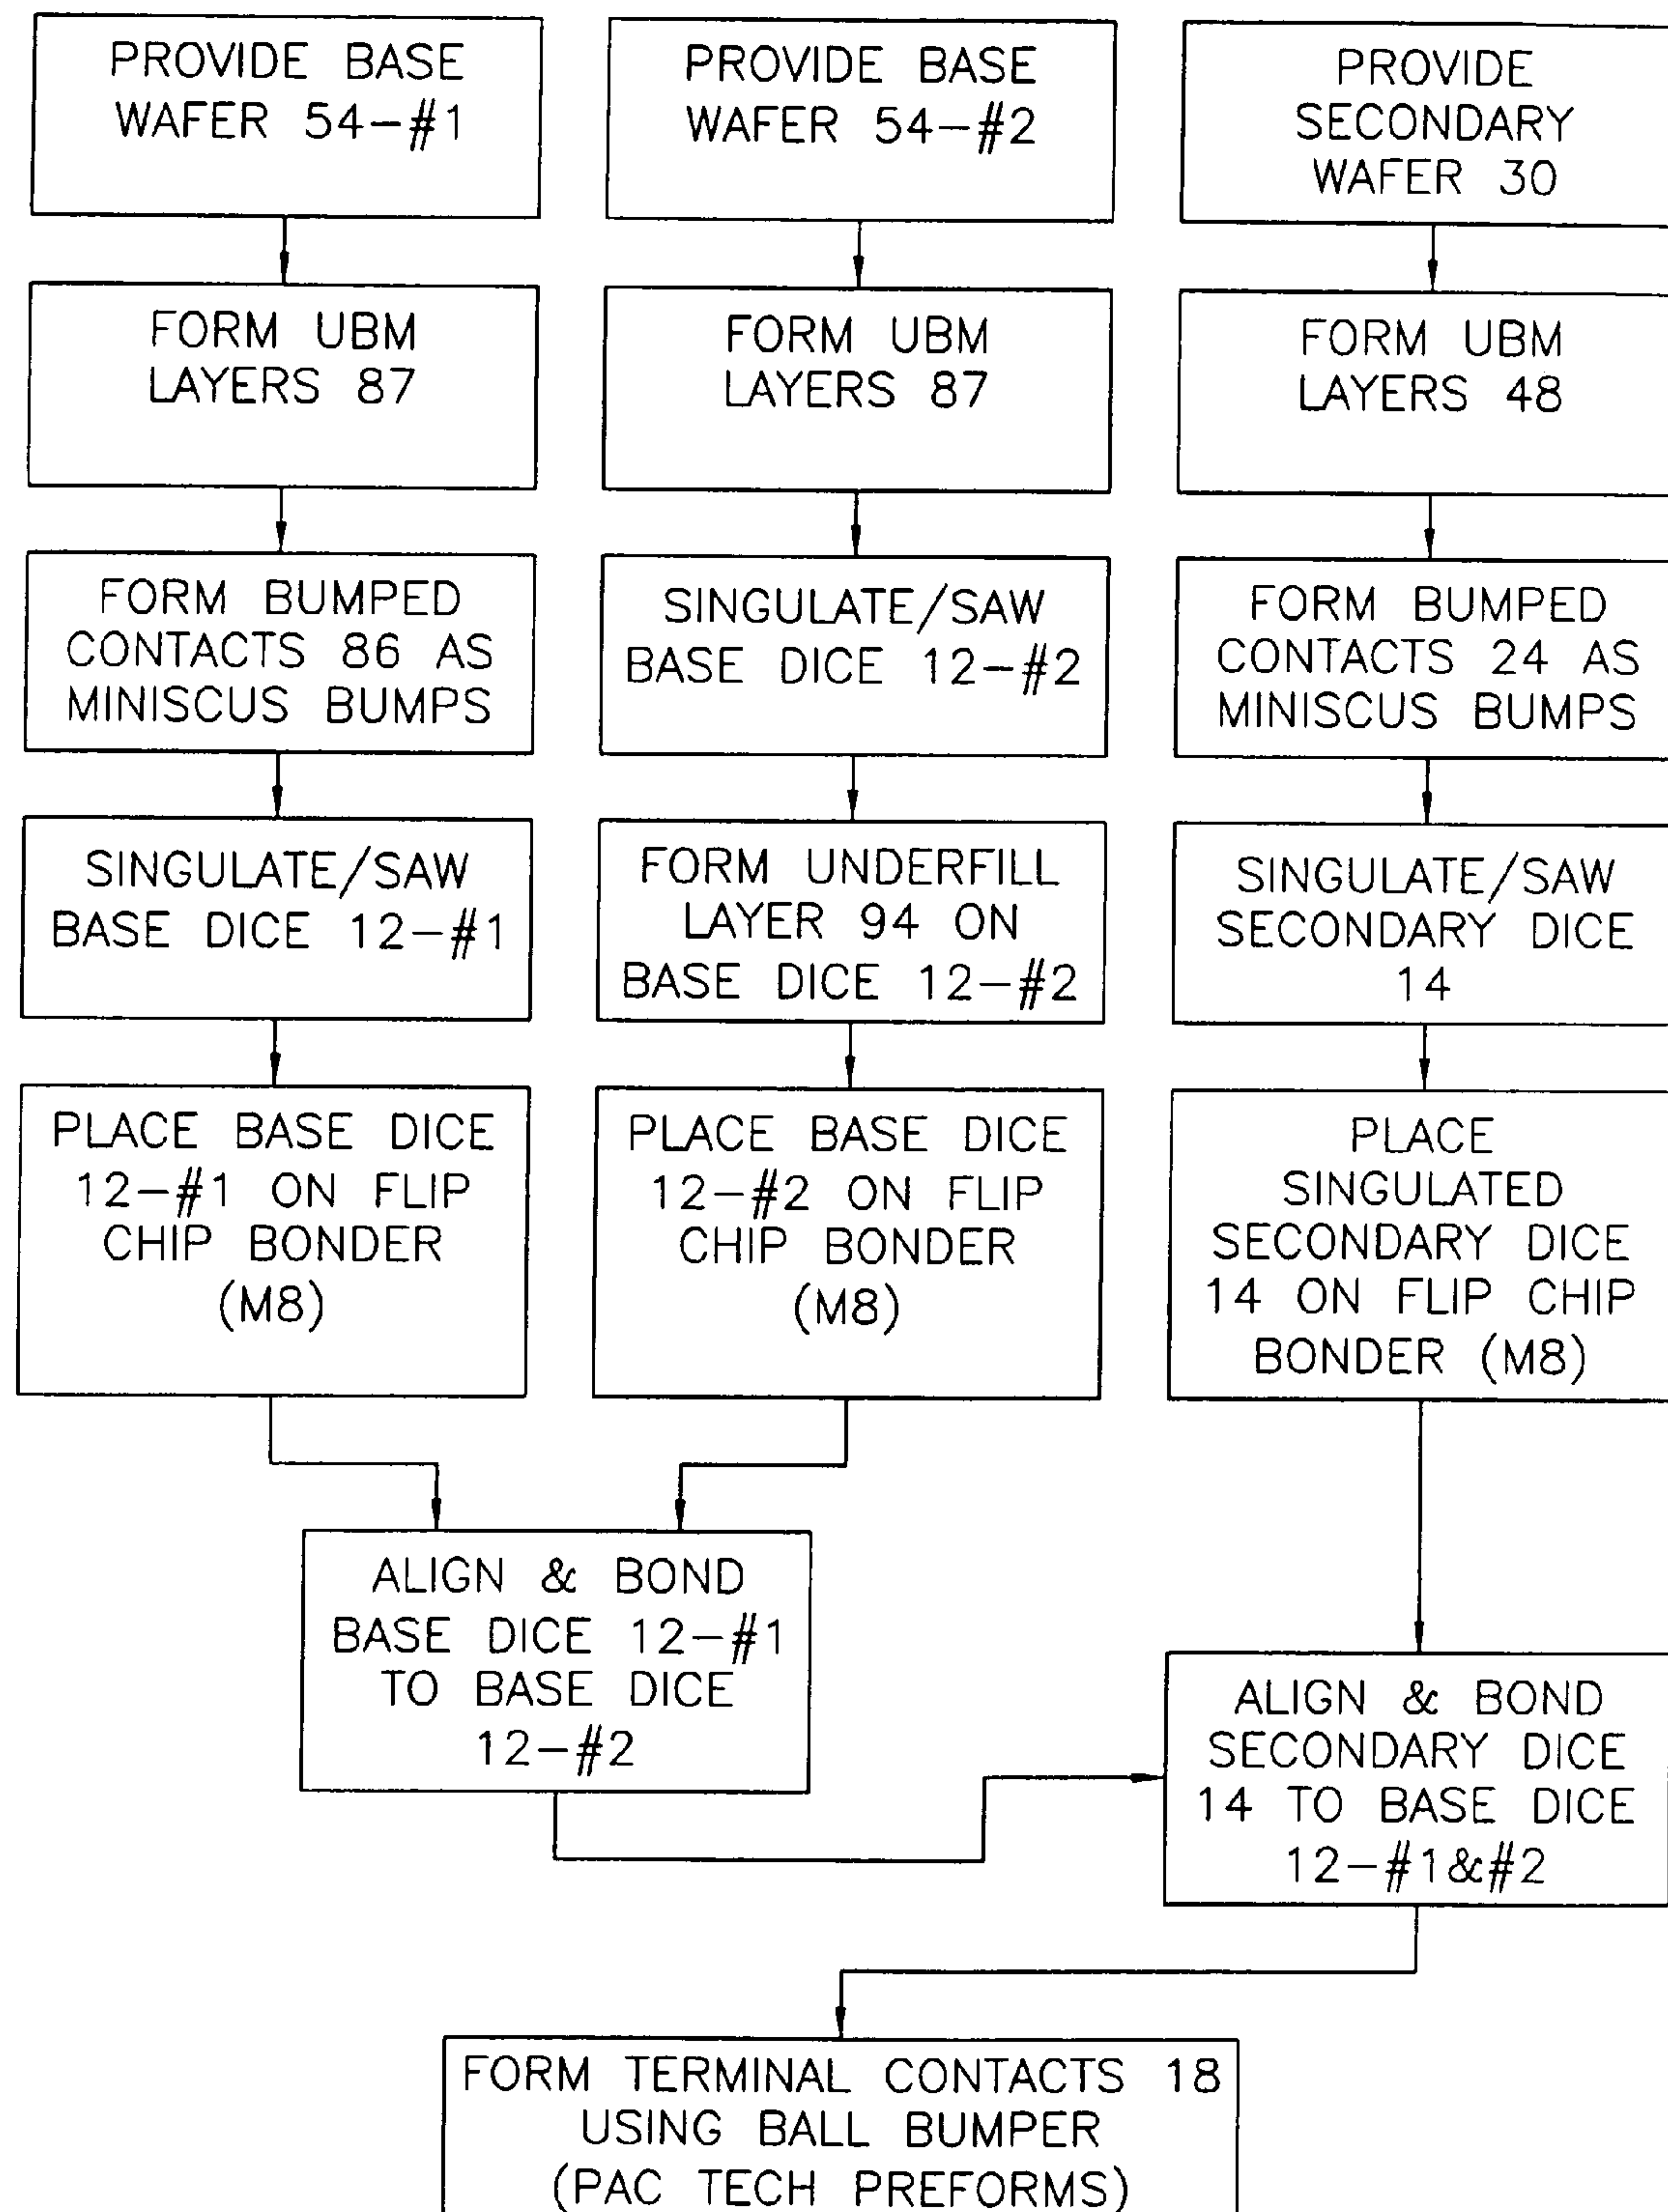 PROVIDE BASE
WAFER 54-#1
PROVIDE BASE
WAFER 54-#2
PROVIDE
SECONDARY
WAFER 30
FORM UBM
LAYERS 87
FORM UBM
LAYERS 87
FORM UBM
LAYERS 48
FORM BUMPED
CONTACTS 86 AS
MINISCUS BUMPS
SINGULATE/SAW
BASE DICE 12-#2
FORM BUMPED
CONTACTS 24 AS
MINISCUS BUMPS
SINGULATE/SAW
BASE DICE 12-#1
FORM UNDERFILL
LAYER 94 ON
BASE DICE 12-#2
SINGULATE/SAW
SECONDARY DICE
14
PLACE BASE DICE
12-#1 ON FLIP
CHIP BONDER
(M8)
PLACE BASE DICE
12-#2 ON FLIP
CHIP BONDER
(M8)
PLACE
SINGULATED
SECONDARY DICE
14 ON FLIP CHIP
BONDER (M8)
ALIGN & BOND
BASE DICE 12-#1
TO BASE DICE
12-#2
ALIGN & BOND
SECONDARY DICE
14 TO BASE DICE
12-#1&#2
FORM TERMINAL CONTACTS 18
USING BALL BUMPER
(PAC TECH PREFORMS)